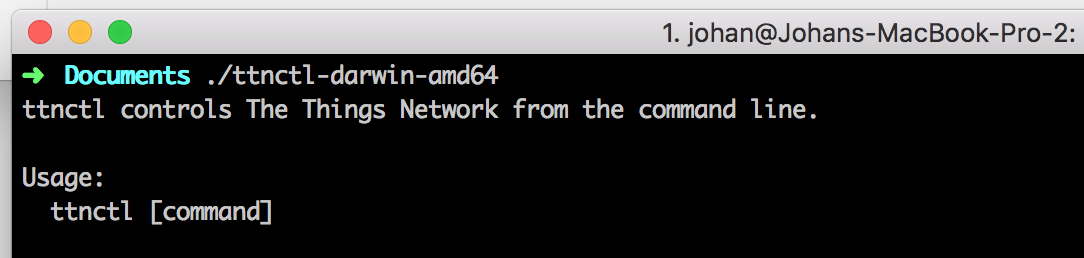 1. johan@Johans-MacBook-Pro-2:
➜ Documents ./ttnctl-darwin-amd64
ttnctl controls The Things Network from the command line.
Usage:
ttnctl [command]